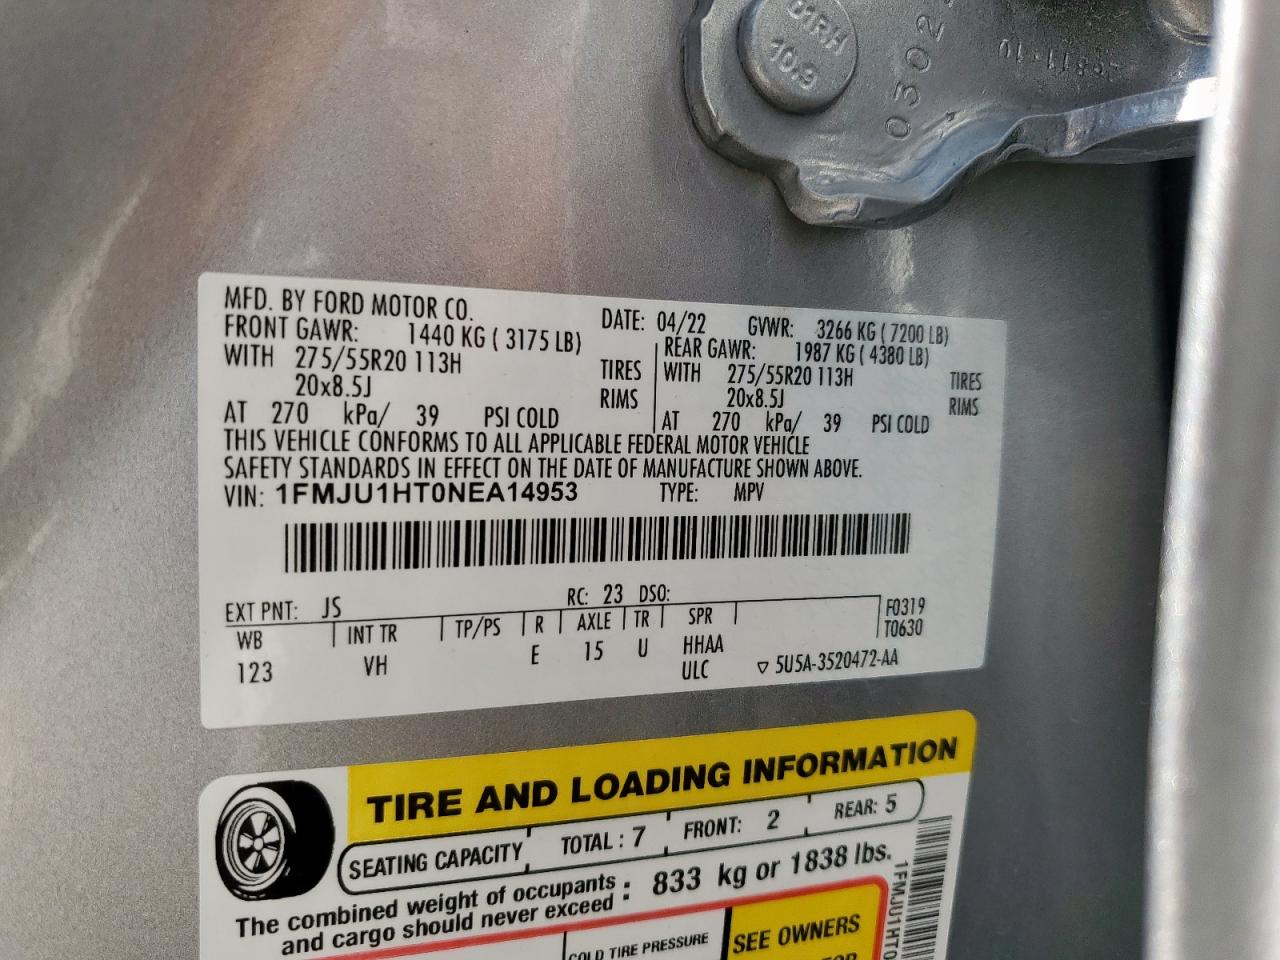 01RH
10.9
0302
MFD. BY FORD MOTOR CO.
DATE: 04/22 GVWR: 3266 KG ( 7200 LB)
FRONT GAWR: 1440 KG ( 3175 LB)
REAR GAWR: 1987 KG ( 4380 LB)
WITH 275/55R20 113H TIRES
WITH 275/55R20 113H TIRES
20x8.5J RIMS
20x8.5J RIMS
AT 270 kPa/ 39 PSI COLD
AT 270 kPa/ 39 PSI COLD
THIS VEHICLE CONFORMS TO ALL APPLICABLE FEDERAL MOTOR VEHICLE
SAFETY STANDARDS IN EFFECT ON THE DATE OF MANUFACTURE SHOWN ABOVE.
VIN: 1FMJU1HT0NEA14953 TYPE: MPV
EXT PNT: JS RC: 23 DSO:
WB INT TR TP/PS R AXLE TR SPR F0319
T0630
123 VH E 15 U HHAA
ULC ▽ 5U5A-3520472-AA
TIRE AND LOADING INFORMATION
SEATING CAPACITY TOTAL : 7 FRONT: 2 REAR: 5
The combined weight of occupants
and cargo should never exceed : 833 kg or 1838 lbs.
COLD TIRE PRESSURE
SEE OWNERS
1FMJU1HT0